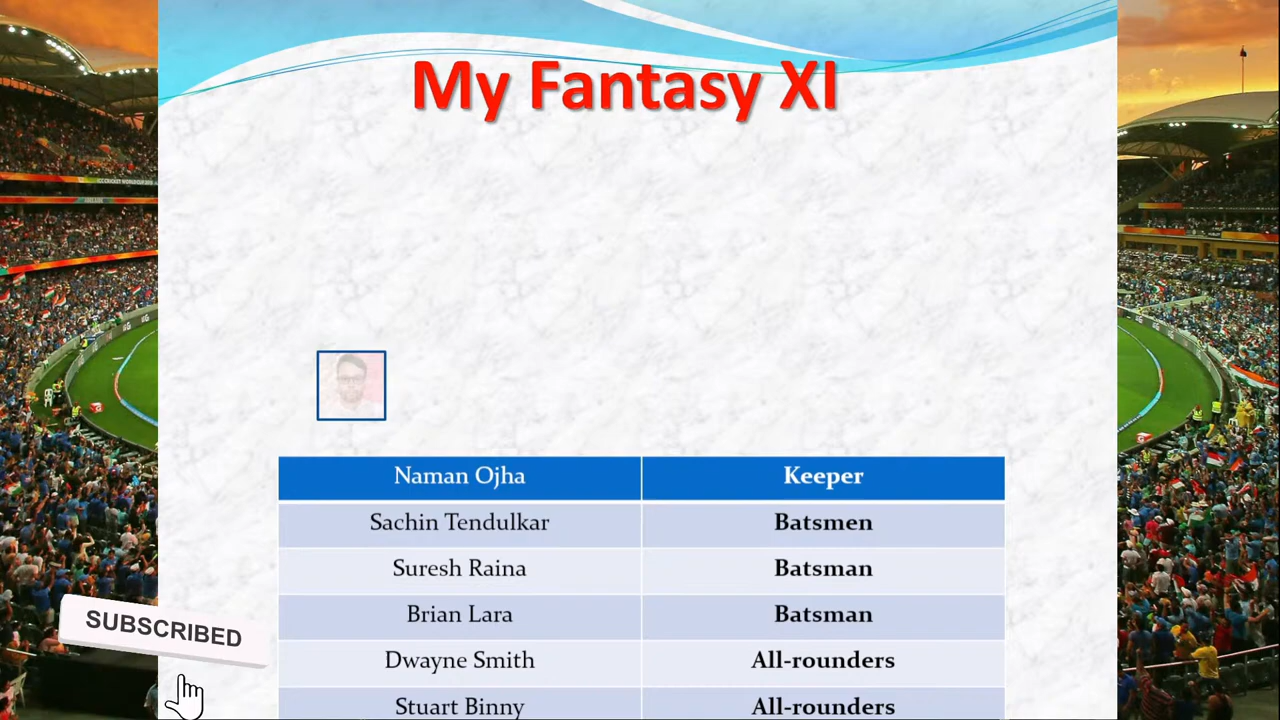 My Fantasy XI
Naman Ojha Keeper
Sachin Tendulkar Batsmen
Suresh Raina Batsman
Brian Lara Batsman
Dwayne Smith All-rounders
Stuart Binny All-rounders
SUBSCRIBED